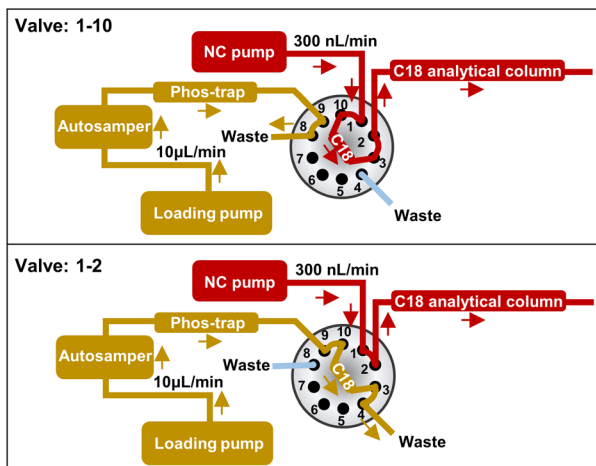 Valve: 1-10
NC pump
300 nL/min
C18 analytical column
Phos-trap
Autosamper
Waste
10µL/min
Loading pump
10
9
8
7
6
5
4
3
2
1
C18
Waste
Valve: 1-2
NC pump
300 nL/min
C18 analytical column
Phos-trap
Autosamper
Waste
10µL/min
Loading pump
10
9
8
7
6
5
4
3
2
1
C18
Waste